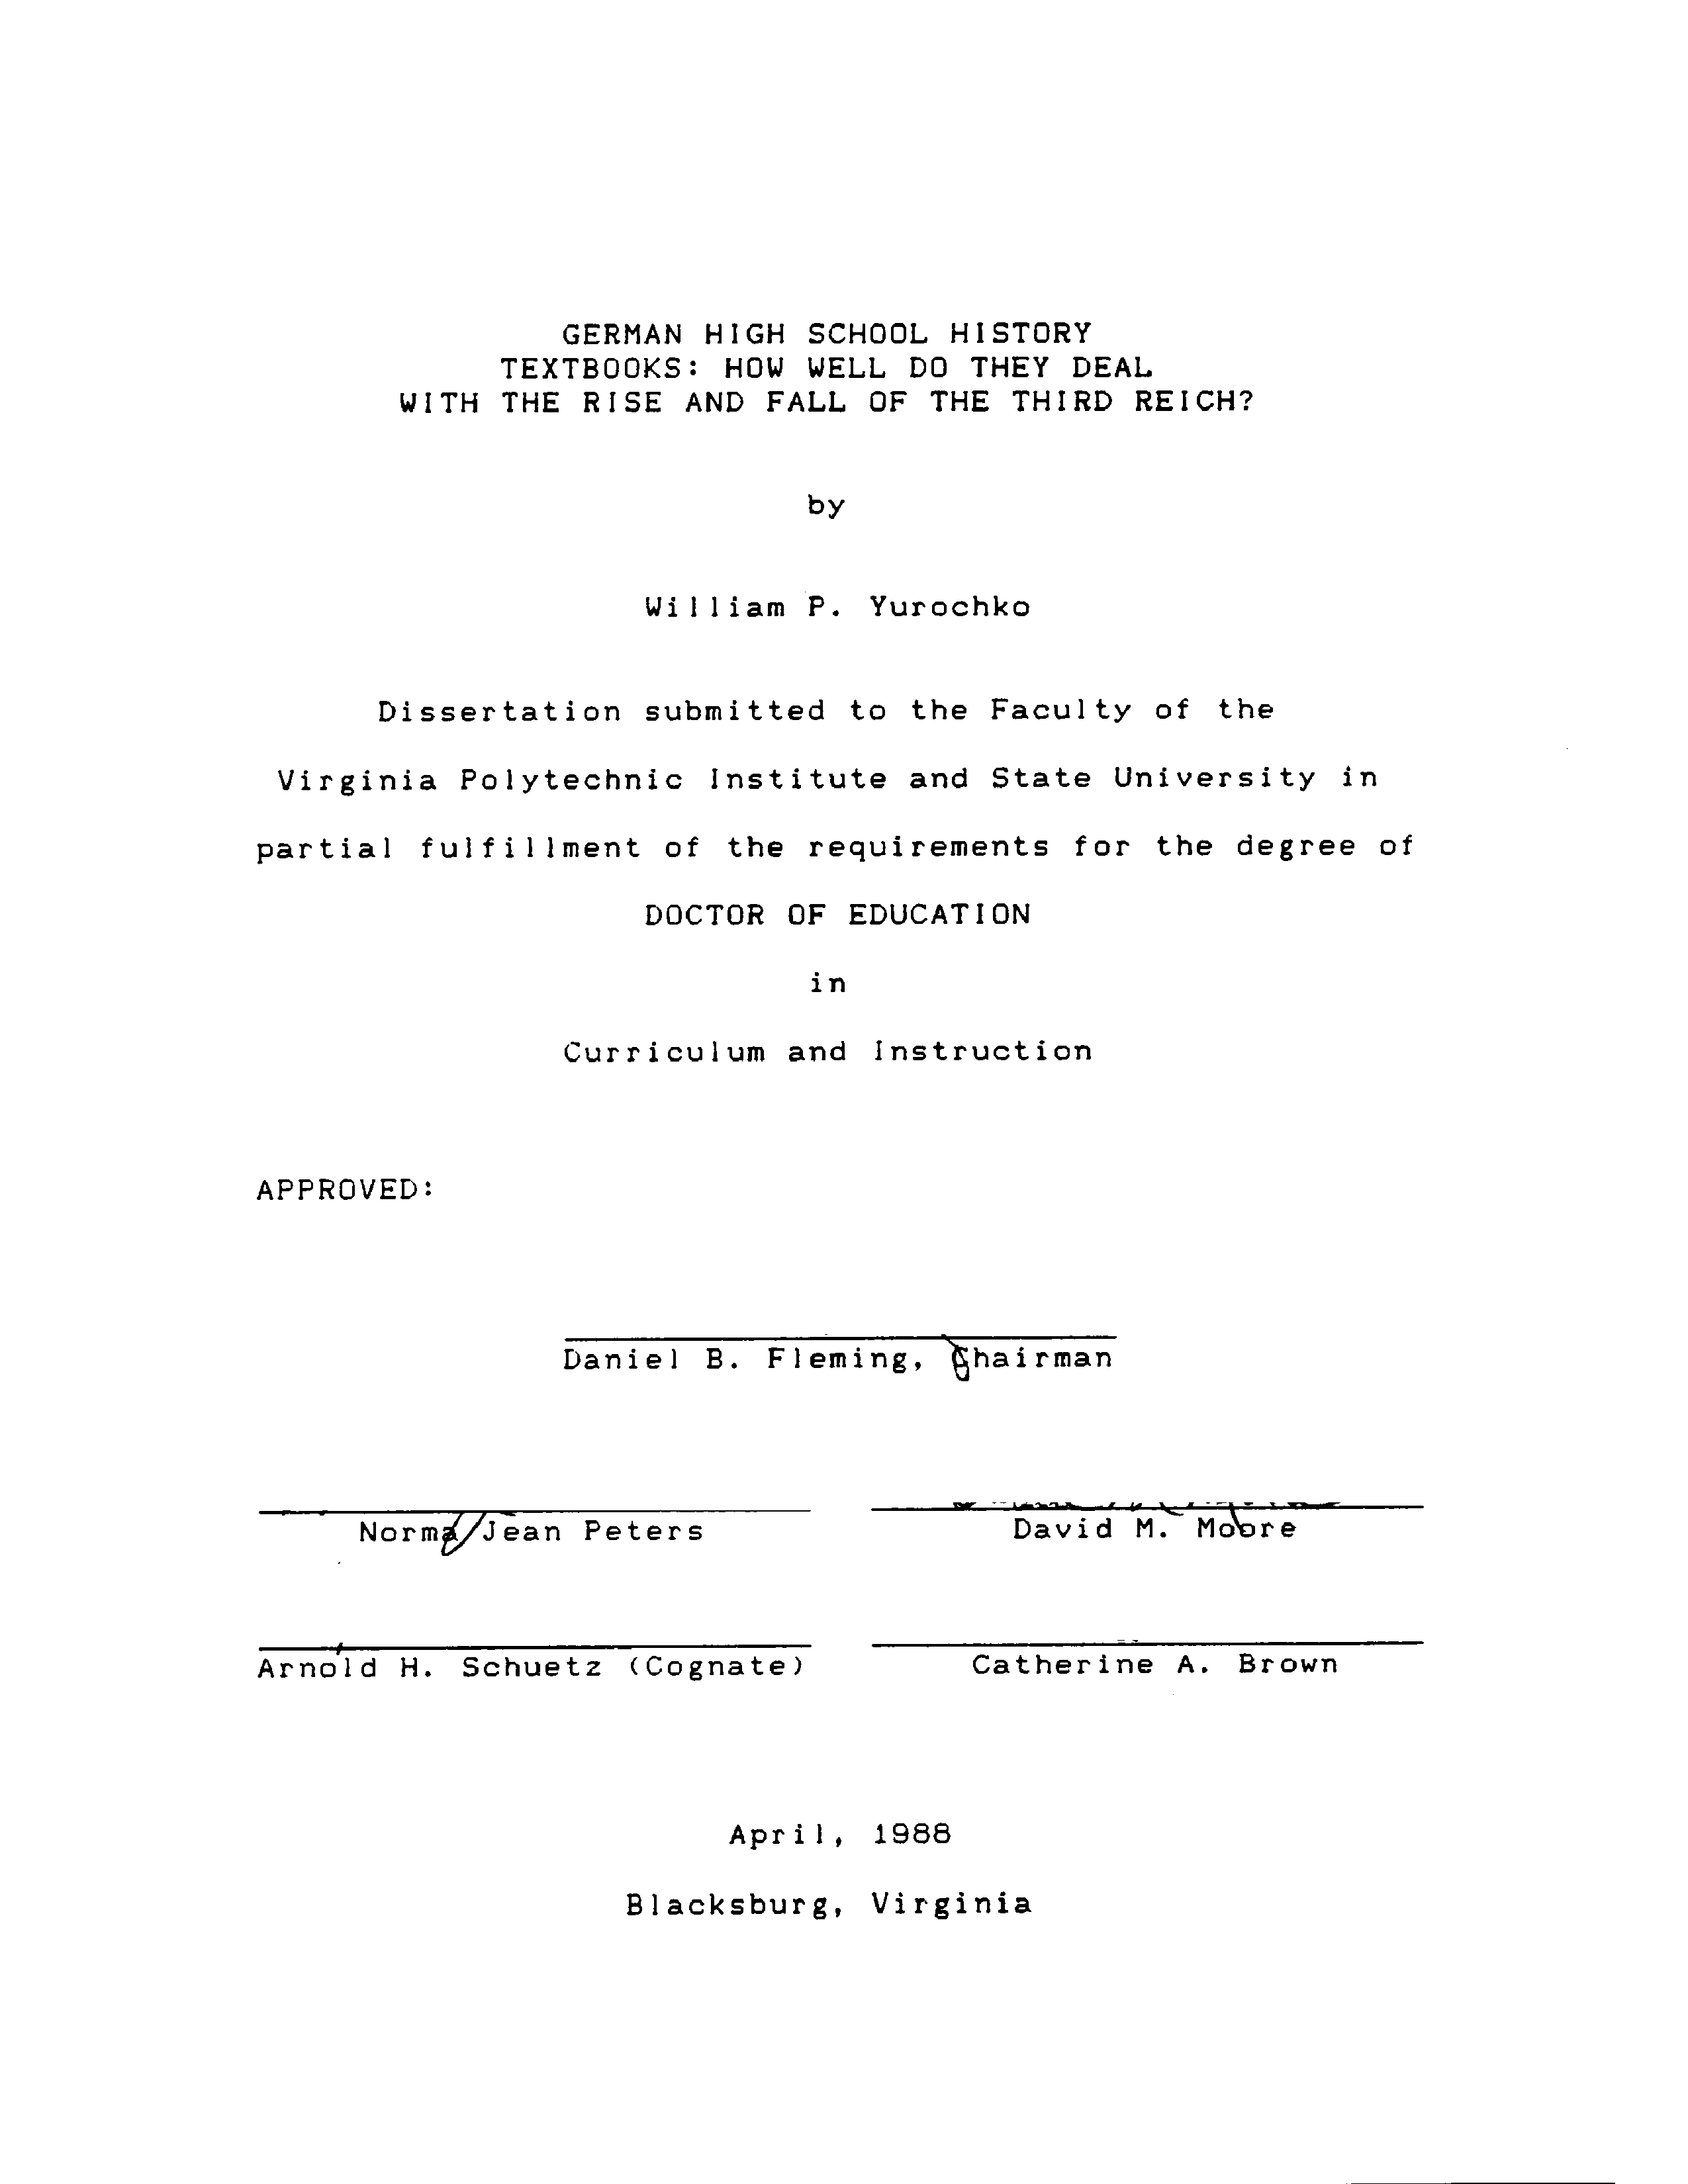 GERMAN HIGH SCHOOL HISTORY
TEXTBOOKS: HOW WELL DO THEY DEAL
WITH THE RISE AND FALL OF THE THIRD REICH?
by
William P. Yurochko
Dissertation submitted to the Faculty of the
Virginia Polytechnic Institute and State University in
partial fulfillment of the requirements for the degree of
DOCTOR OF EDUCATION
in
Curriculum and Instruction
APPROVED:
Daniel B. Fleming, Chairman
Norma Jean Peters
David M. Moore
Arnold H. Schuetz (Cognate)
Catherine A. Brown
April, 1988
Blacksburg, Virginia